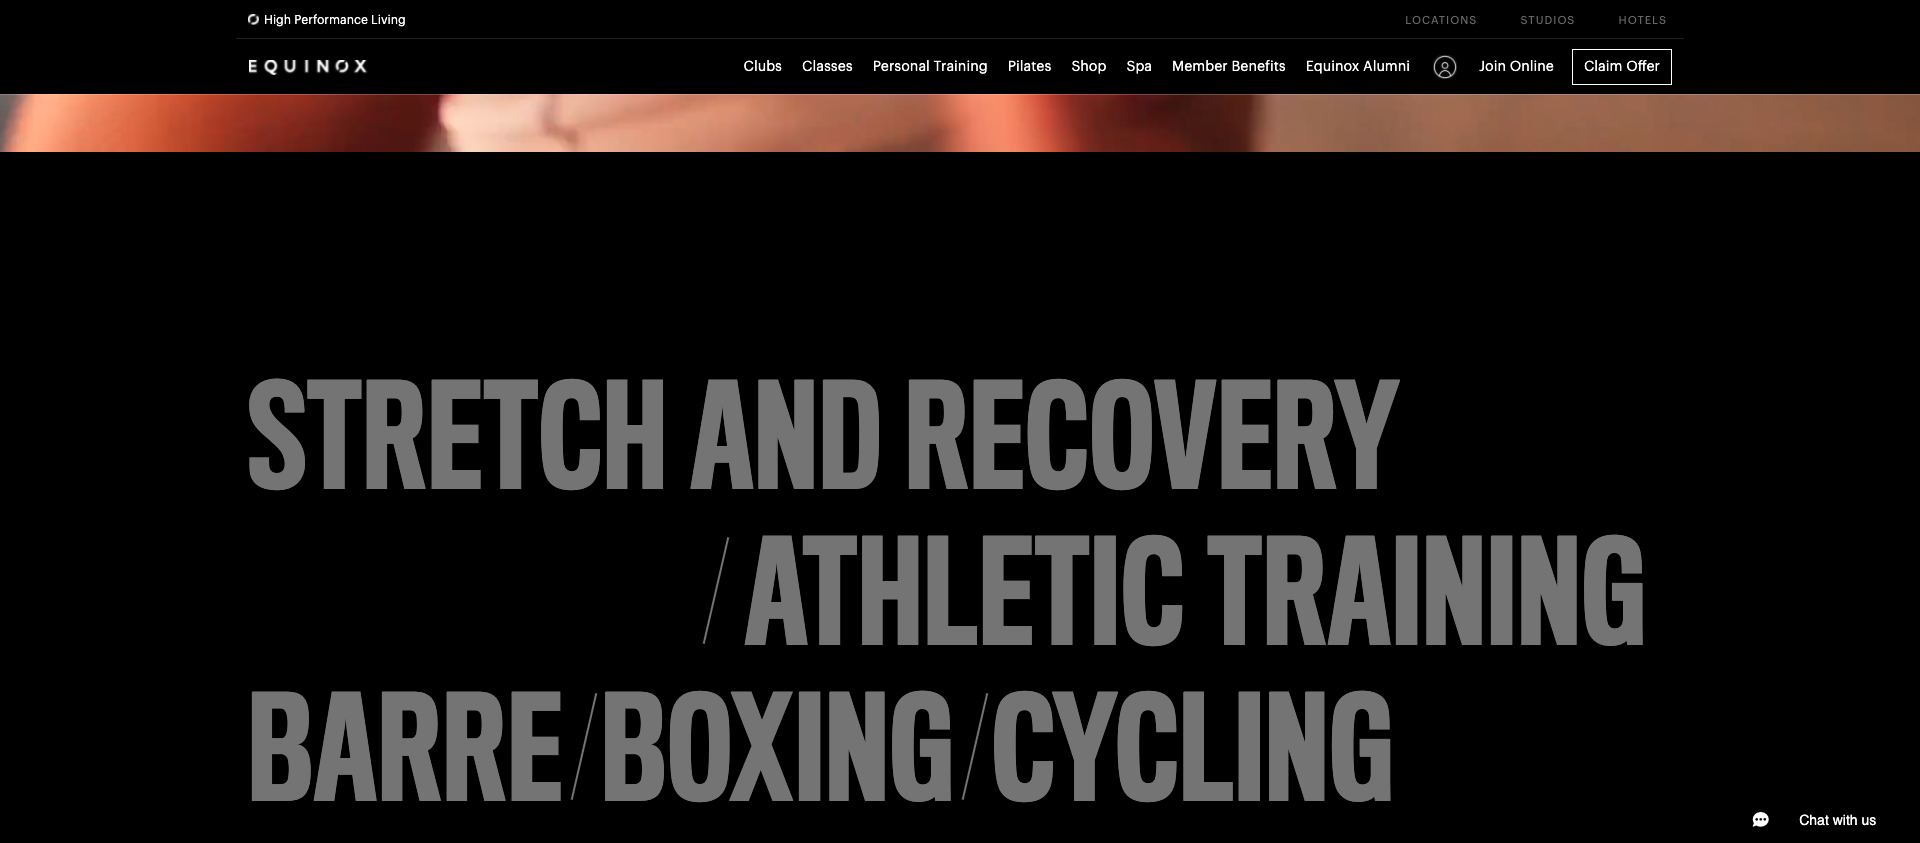 High Performance Living
LOCATIONS STUDIOS HOTELS
EQUINOX
Clubs Classes Personal Training Pilates Shop Spa Member Benefits Equinox Alumni Join Online Claim Offer
STRETCH AND RECOVERY
/ ATHLETIC TRAINING
BARRE / BOXING / CYCLING
Chat with us